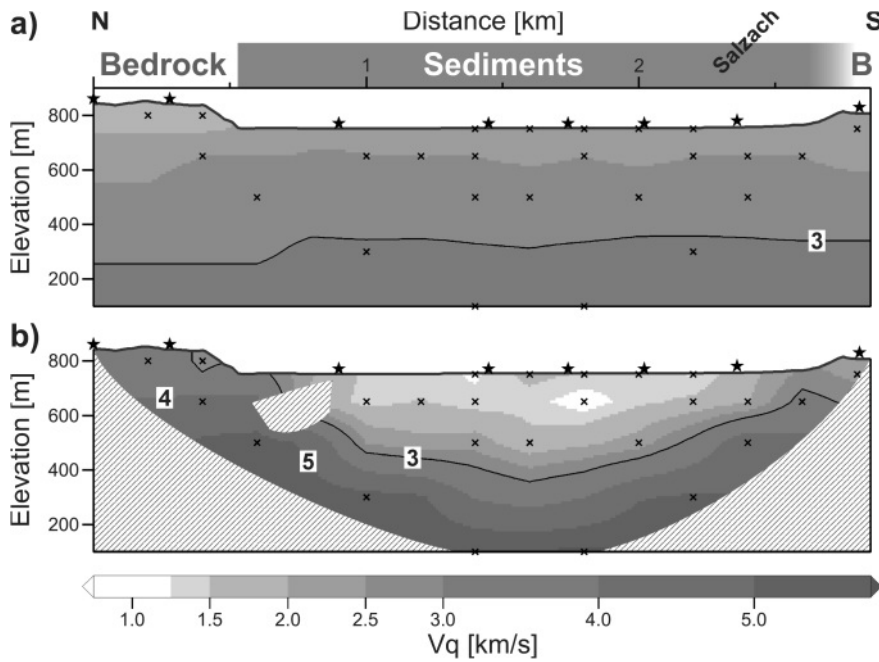 a) N Distance [km] S
Salzach
Bedrock Sediments B
1 2
800
600
400
200
Elevation [m]
3
b)
800
600
400
200
Elevation [m]
4
5
3
1.0 1.5 2.0 2.5 3.0 4.0 5.0
Vq [km/s]